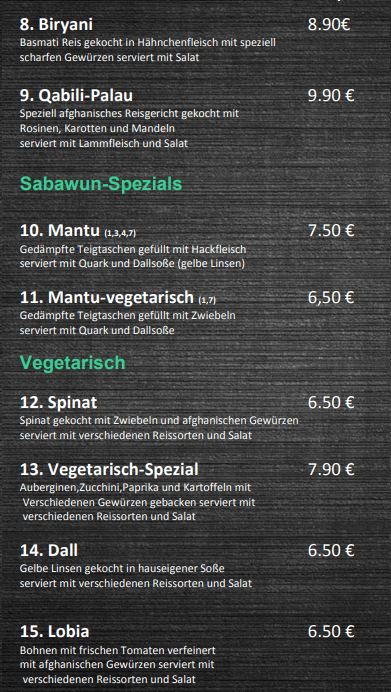 8. Biryani 8.90€
Basmati Reis gekocht in Hähnchenfleisch mit speziell
scharfen Gewürzen serviert mit Salat
9. Qabili-Palau 9.90 €
Speziell afghanisches Reisgericht gekocht mit
Rosinen, Karotten und Mandeln
serviert mit Lammfleisch und Salat
Sabawun-Spezials
10. Mantu (1,3,4,7) 7.50 €
Gedämpfte Teigtaschen gefüllt mit Hackfleisch
serviert mit Quark und Dallsoße (gelbe Linsen)
11. Mantu-vegetarisch (1,7) 6,50 €
Gedämpfte Teigtaschen gefüllt mit Zwiebeln
serviert mit Quark und Dallsoße
Vegetarisch
12. Spinat 6.50 €
Spinat gekocht mit Zwiebeln und afghanischen Gewürzen
serviert mit verschiedenen Reissorten und Salat
13. Vegetarisch-Spezial 7.90 €
Auberginen,Zucchini,Paprika und Kartoffeln mit
Verschiedenen Gewürzen gebacken serviert mit
verschiedenen Reissorten und Salat
14. Dall 6.50 €
Gelbe Linsen gekocht in hauseigener Soße
serviert mit verschiedenen Reissorten und Salat
15. Lobia 6.50 €
Bohnen mit frischen Tomaten verfeinert
mit afghanischen Gewürzen serviert mit
verschiedenen Reissorten und Salat